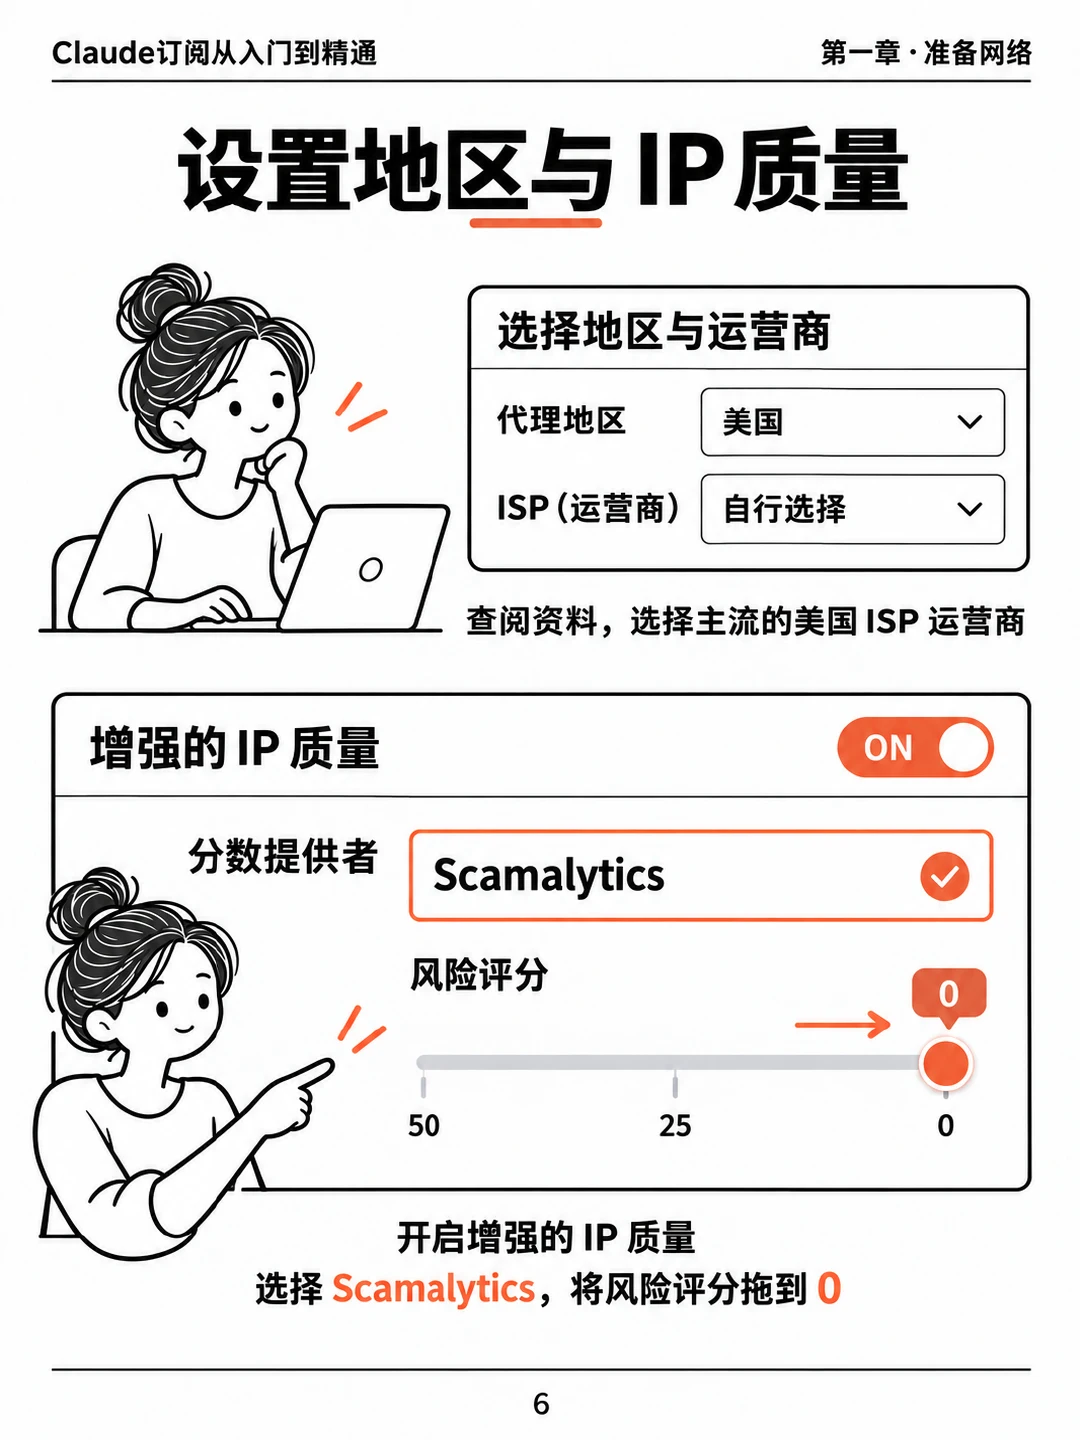 Claude订阅从入门到精通
第一章 · 准备网络
设置地区与 IP 质量
选择地区与运营商
代理地区
美国
ISP（运营商）
自行选择
查阅资料，选择主流的美国 ISP 运营商
增强的 IP 质量
ON
分数提供者
Scamalytics
风险评分
0
50
25
0
开启增强的 IP 质量
选择 Scamalytics，将风险评分拖到 0
6